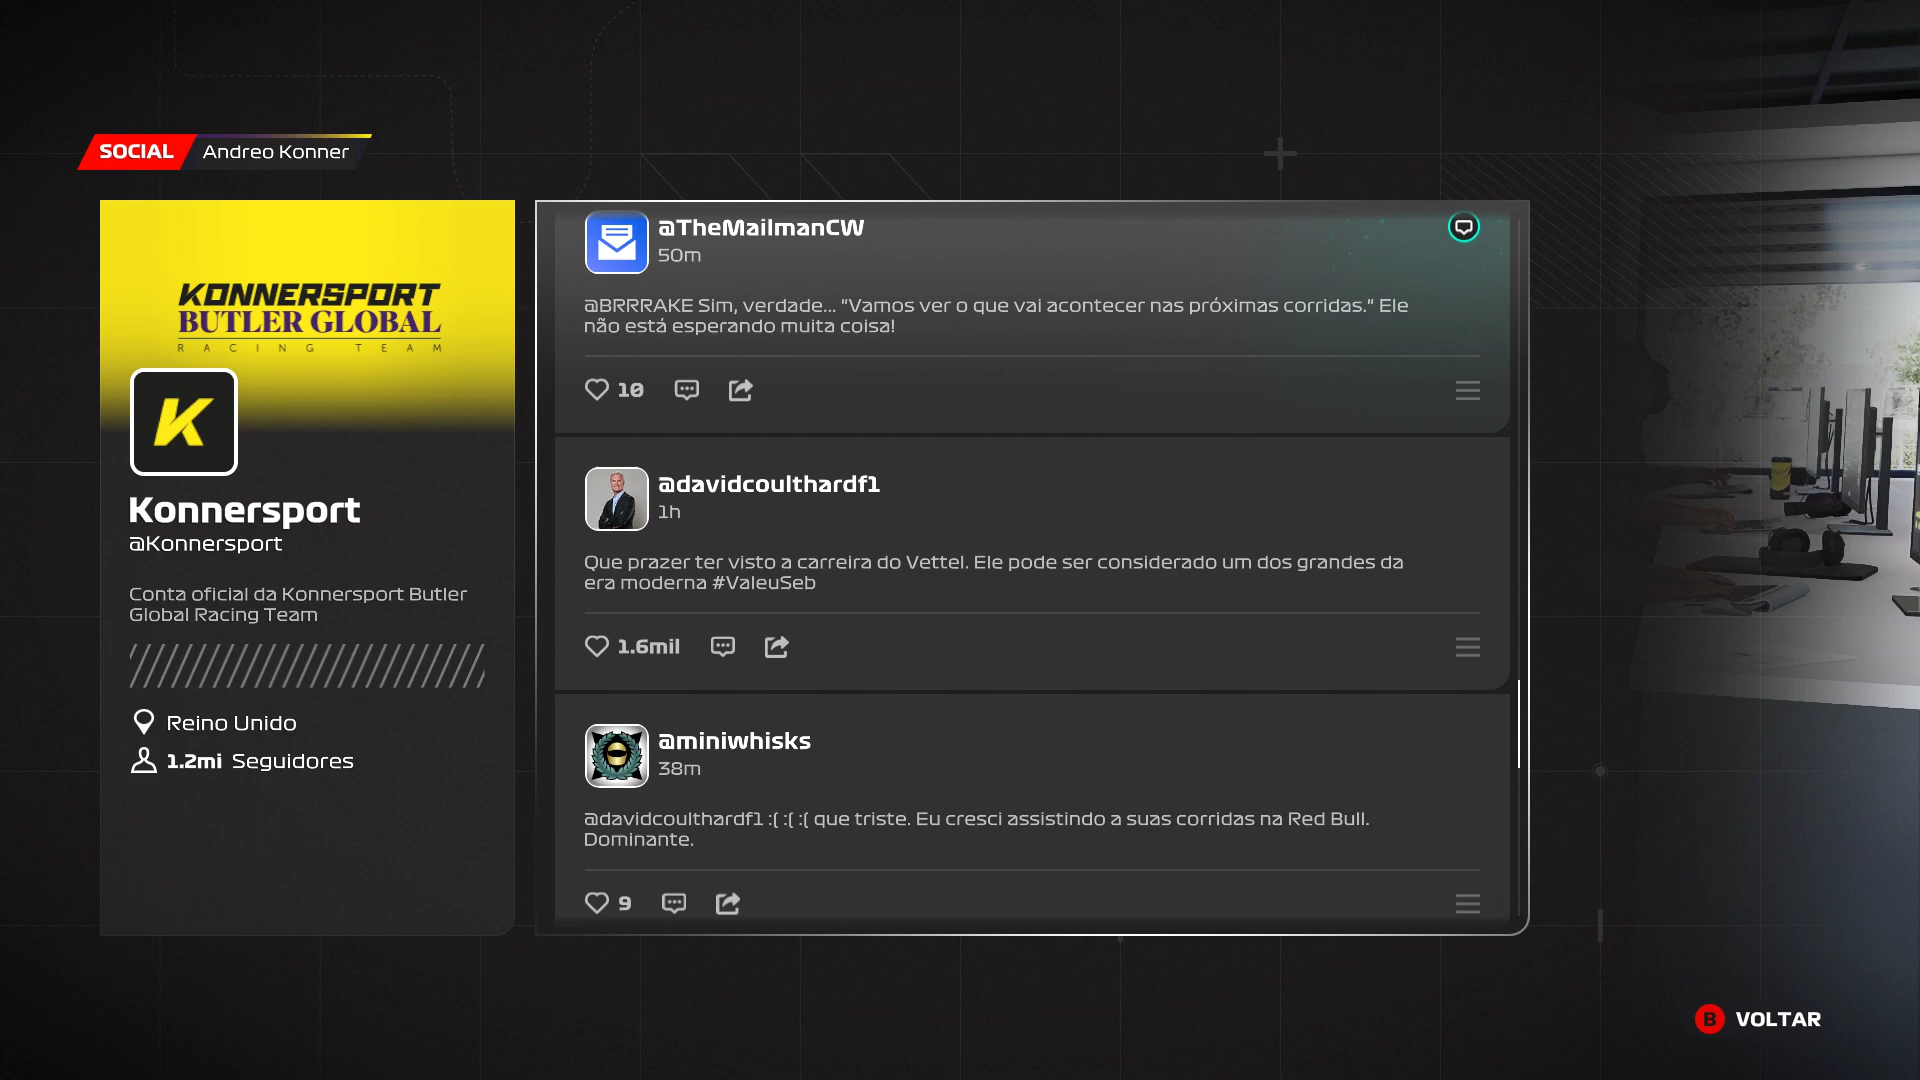 SOCIAL Andreo Konner
KONNERSPORT
BUTLER GLOBAL
RACING TEAM
K
Konnersport
@Konnersport
Conta oficial da Konnersport Butler
Global Racing Team
Reino Unido
1.2mi Seguidores
@TheMailmanCW
50m
@BRRRAKE Sim, verdade... "Vamos ver o que vai acontecer nas próximas corridas." Ele
não está esperando muita coisa!
10
@davidcoulthardf1
1h
Que prazer ter visto a carreira do Vettel. Ele pode ser considerado um dos grandes da
era moderna #ValeuSeb
1.6mil
@miniwhisks
38m
@davidcoulthardf1 :( :( :( que triste. Eu cresci assistindo a suas corridas na Red Bull.
Dominante.
9
B VOLTAR